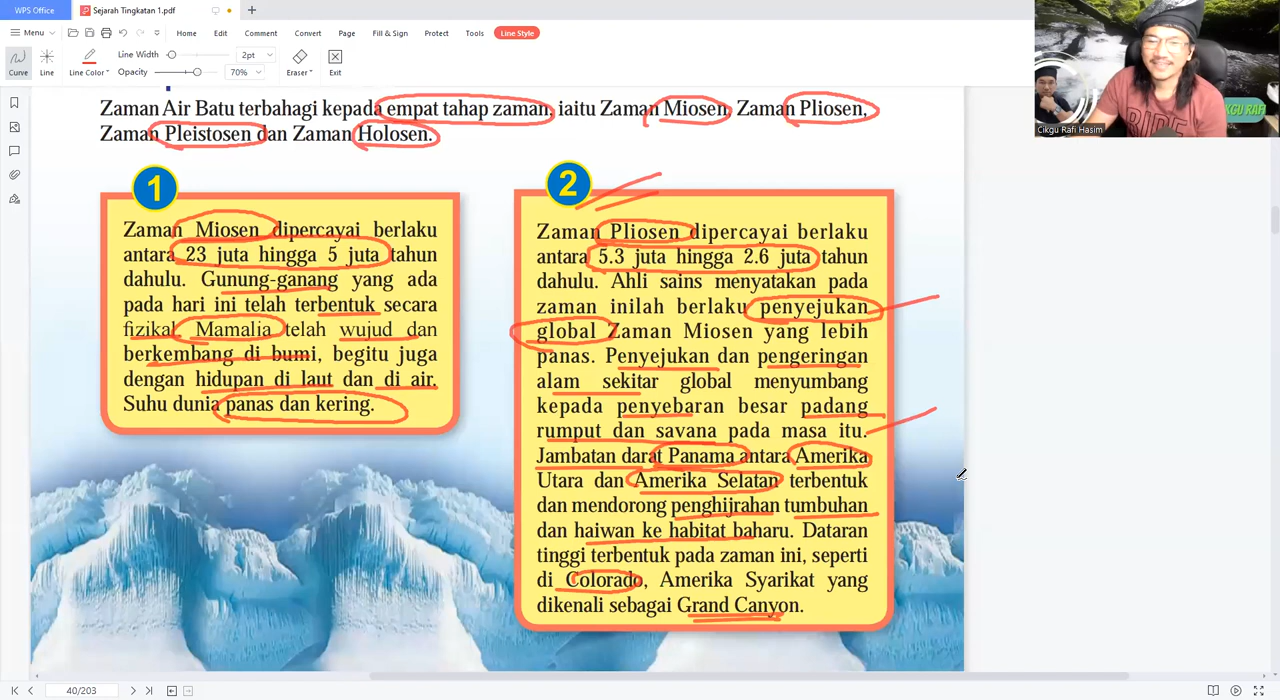 WPS Office
Sejarah Tingkatan 1.pdf
Menu
Home
Edit
Comment
Convert
Page
Fill & Sign
Protect
Tools
Line Style
Curve
Line
Line Color
Line Width
2pt
Opacity
70%
Eraser
Exit
Zaman Air Batu terbahagi kepada empat tahap zaman, iaitu Zaman Miosen, Zaman Pliosen,
Zaman Pleistosen dan Zaman Holosen.
1
Zaman Miosen dipercayai berlaku
antara 23 juta hingga 5 juta tahun
dahulu. Gunung-ganang yang ada
pada hari ini telah terbentuk secara
fizikal. Mamalia telah wujud dan
berkembang di bumi, begitu juga
dengan hidupan di laut dan di air.
Suhu dunia panas dan kering.
2
Zaman Pliosen dipercayai berlaku
antara 5.3 juta hingga 2.6 juta tahun
dahulu. Ahli sains menyatakan pada
zaman inilah berlaku penyejukan
global Zaman Miosen yang lebih
panas. Penyejukan dan pengeringan
alam sekitar global menyumbang
kepada penyebaran besar padang
rumput dan savana pada masa itu.
Jambatan darat Panama antara Amerika
Utara dan Amerika Selatan terbentuk
dan mendorong penghijrahan tumbuhan
dan haiwan ke habitat baharu. Dataran
tinggi terbentuk pada zaman ini, seperti
di Colorado, Amerika Syarikat yang
dikenali sebagai Grand Canyon.
Cikgu Rafi Hasim
40/203